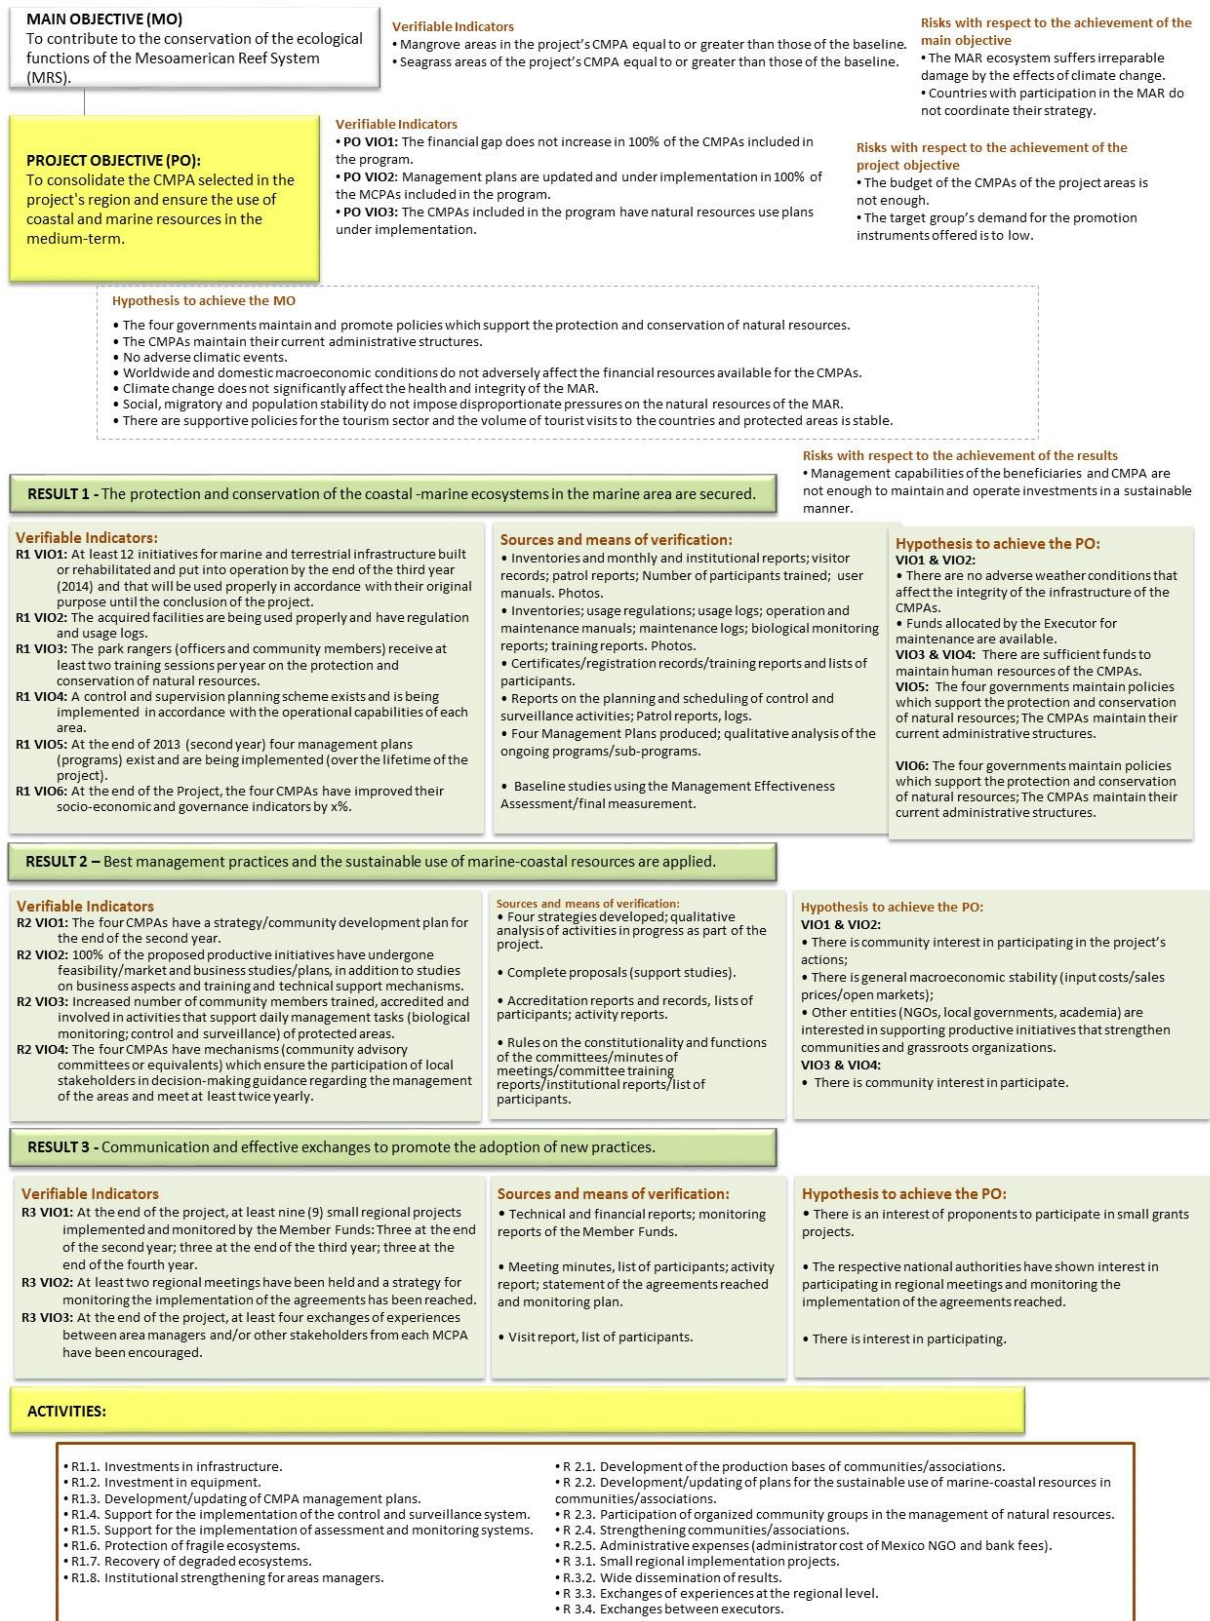 MAIN OBJECTIVE (MO)
To contribute to the conservation of the ecological
functions of the Mesoamerican Reef System
(MRS).
Verifiable Indicators
• Mangrove areas in the project's CMPA equal to or greater than those of the baseline.
• Seagrass areas of the project's CMPA equal to or greater than those of the baseline.
Risks with respect to the achievement of the
main objective
• The MAR ecosystem suffers irreparable
damage by the effects of climate change.
• Countries with participation in the MAR do
not coordinate their strategy.
PROJECT OBJECTIVE (PO):
To consolidate the CMPA selected in the
project's region and ensure the use of
coastal and marine resources in the
medium-term.
Verifiable Indicators
• PO VIO1: The financial gap does not increase in 100% of the CMPAs included in
the program.
• PO VIO2: Management plans are updated and under implementation in 100% of
the MCPAs included in the program.
• PO VIO3: The CMPAs included in the program have natural resources use plans
under implementation.
Risks with respect to the achievement of the
project objective
• The budget of the CMPAs of the project areas is
not enough.
• The target group's demand for the promotion
instruments offered is to low.
Hypothesis to achieve the MO
• The four governments maintain and promote policies which support the protection and conservation of natural resources.
• The CMPAs maintain their current administrative structures.
• No adverse climatic events.
• Worldwide and domestic macroeconomic conditions do not adversely affect the financial resources available for the CMPAs.
• Climate change does not significantly affect the health and integrity of the MAR.
• Social, migratory and population stability do not impose disproportionate pressures on the natural resources of the MAR.
• There are supportive policies for the tourism sector and the volume of tourist visits to the countries and protected areas is stable.
Risks with respect to the achievement of the results
• Management capabilities of the beneficiaries and CMPA are
not enough to maintain and operate investments in a sustainable
manner.
RESULT 1 - The protection and conservation of the coastal -marine ecosystems in the marine area are secured.
Verifiable Indicators:
R1 VIO1: At least 12 initiatives for marine and terrestrial infrastructure built
or rehabilitated and put into operation by the end of the third year
(2014) and that will be used properly in accordance with their original
purpose until the conclusion of the project.
R1 VIO2: The acquired facilities are being used properly and have regulation
and usage logs.
R1 VIO3: The park rangers (officers and community members) receive at
least two training sessions per year on the protection and
conservation of natural resources.
R1 VIO4: A control and supervision planning scheme exists and is being
implemented in accordance with the operational capabilities of each
area.
R1 VIO5: At the end of 2013 (second year) four management plans
(programs) exist and are being implemented (over the lifetime of the
project).
R1 VIO6: At the end of the Project, the four CMPAs have improved their
socio-economic and governance indicators by x%.
Sources and means of verification:
• Inventories and monthly and institutional reports; visitor
records; patrol reports; Number of participants trained; user
manuals. Photos.
• Inventories; usage regulations; usage logs; operation and
maintenance manuals; maintenance logs; biological monitoring
reports; training reports. Photos.
• Certificates/registration records/training reports and lists of
participants.
• Reports on the planning and scheduling of control and
surveillance activities; Patrol reports, logs.
• Four Management Plans produced; qualitative analysis of the
ongoing programs/sub-programs.
• Baseline studies using the Management Effectiveness
Assessment/final measurement.
Hypothesis to achieve the PO:
VIO1 & VIO2:
• There are no adverse weather conditions that
affect the integrity of the infrastructure of the
CMPAs.
• Funds allocated by the Executor for
maintenance are available.
VIO3 & VIO4: There are sufficient funds to
maintain human resources of the CMPAs.
VIO5: The four governments maintain policies
which support the protection and conservation
of natural resources; The CMPAs maintain their
current administrative structures.
VIO6: The four governments maintain policies
which support the protection and conservation
of natural resources; The CMPAs maintain their
current administrative structures.
RESULT 2 – Best management practices and the sustainable use of marine-coastal resources are applied.
Verifiable Indicators
R2 VIO1: The four CMPAs have a strategy/community development plan for
the end of the second year.
R2 VIO2: 100% of the proposed productive initiatives have undergone
feasibility/market and business studies/plans, in addition to studies
on business aspects and training and technical support mechanisms.
R2 VIO3: Increased number of community members trained, accredited and
involved in activities that support daily management tasks (biological
monitoring; control and surveillance) of protected areas.
R2 VIO4: The four CMPAs have mechanisms (community advisory
committees or equivalents) which ensure the participation of local
stakeholders in decision-making guidance regarding the management
of the areas and meet at least twice yearly.
Sources and means of verification:
• Four strategies developed; qualitative
analysis of activities in progress as part of the
project.
• Complete proposals (support studies).
• Accreditation reports and records, lists of
participants; activity reports.
• Rules on the constitutionality and functions
of the committees/minutes of
meetings/committee training
reports/institutional reports/list of
participants.
Hypothesis to achieve the PO:
VIO1 & VIO2:
• There is community interest in participating in the project's
actions;
• There is general macroeconomic stability (input costs/sales
prices/open markets);
• Other entities (NGOs, local governments, academia) are
interested in supporting productive initiatives that strengthen
communities and grassroots organizations.
VIO3 & VIO4:
• There is community interest in participate.
RESULT 3 - Communication and effective exchanges to promote the adoption of new practices.
Verifiable Indicators
R3 VIO1: At the end of the project, at least nine (9) small regional projects
implemented and monitored by the Member Funds: Three at the end
of the second year; three at the end of the third year; three at the
end of the fourth year.
R3 VIO2: At least two regional meetings have been held and a strategy for
monitoring the implementation of the agreements has been reached.
R3 VIO3: At the end of the project, at least four exchanges of experiences
between area managers and/or other stakeholders from each MCPA
have been encouraged.
Sources and means of verification:
• Technical and financial reports; monitoring
reports of the Member Funds.
• Meeting minutes, list of participants; activity
report; statement of the agreements reached
and monitoring plan.
• Visit report, list of participants.
Hypothesis to achieve the PO:
• There is an interest of proponents to participate in small grants
projects.
• The respective national authorities have shown interest in
participating in regional meetings and monitoring the
implementation of the agreements reached.
• There is interest in participating.
ACTIVITIES:
• R1.1. Investments in infrastructure.
• R1.2. Investment in equipment.
• R1.3. Development/updating of CMPA management plans.
• R1.4. Support for the implementation of the control and surveillance system.
• R1.5. Support for the implementation of assessment and monitoring systems.
• R1.6. Protection of fragile ecosystems.
• R1.7. Recovery of degraded ecosystems.
• R1.8. Institutional strengthening for areas managers.
• R 2.1. Development of the production bases of communities/associations.
• R 2.2. Development/updating of plans for the sustainable use of marine-coastal resources in
communities/associations.
• R 2.3. Participation of organized community groups in the management of natural resources.
• R 2.4. Strengthening communities/associations.
• R.2.5. Administrative expenses (administrator cost of Mexico NGO and bank fees).
• R 3.1. Small regional implementation projects.
• R.3.2. Wide dissemination of results.
• R 3.3. Exchanges of experiences at the regional level.
• R 3.4. Exchanges between executors.